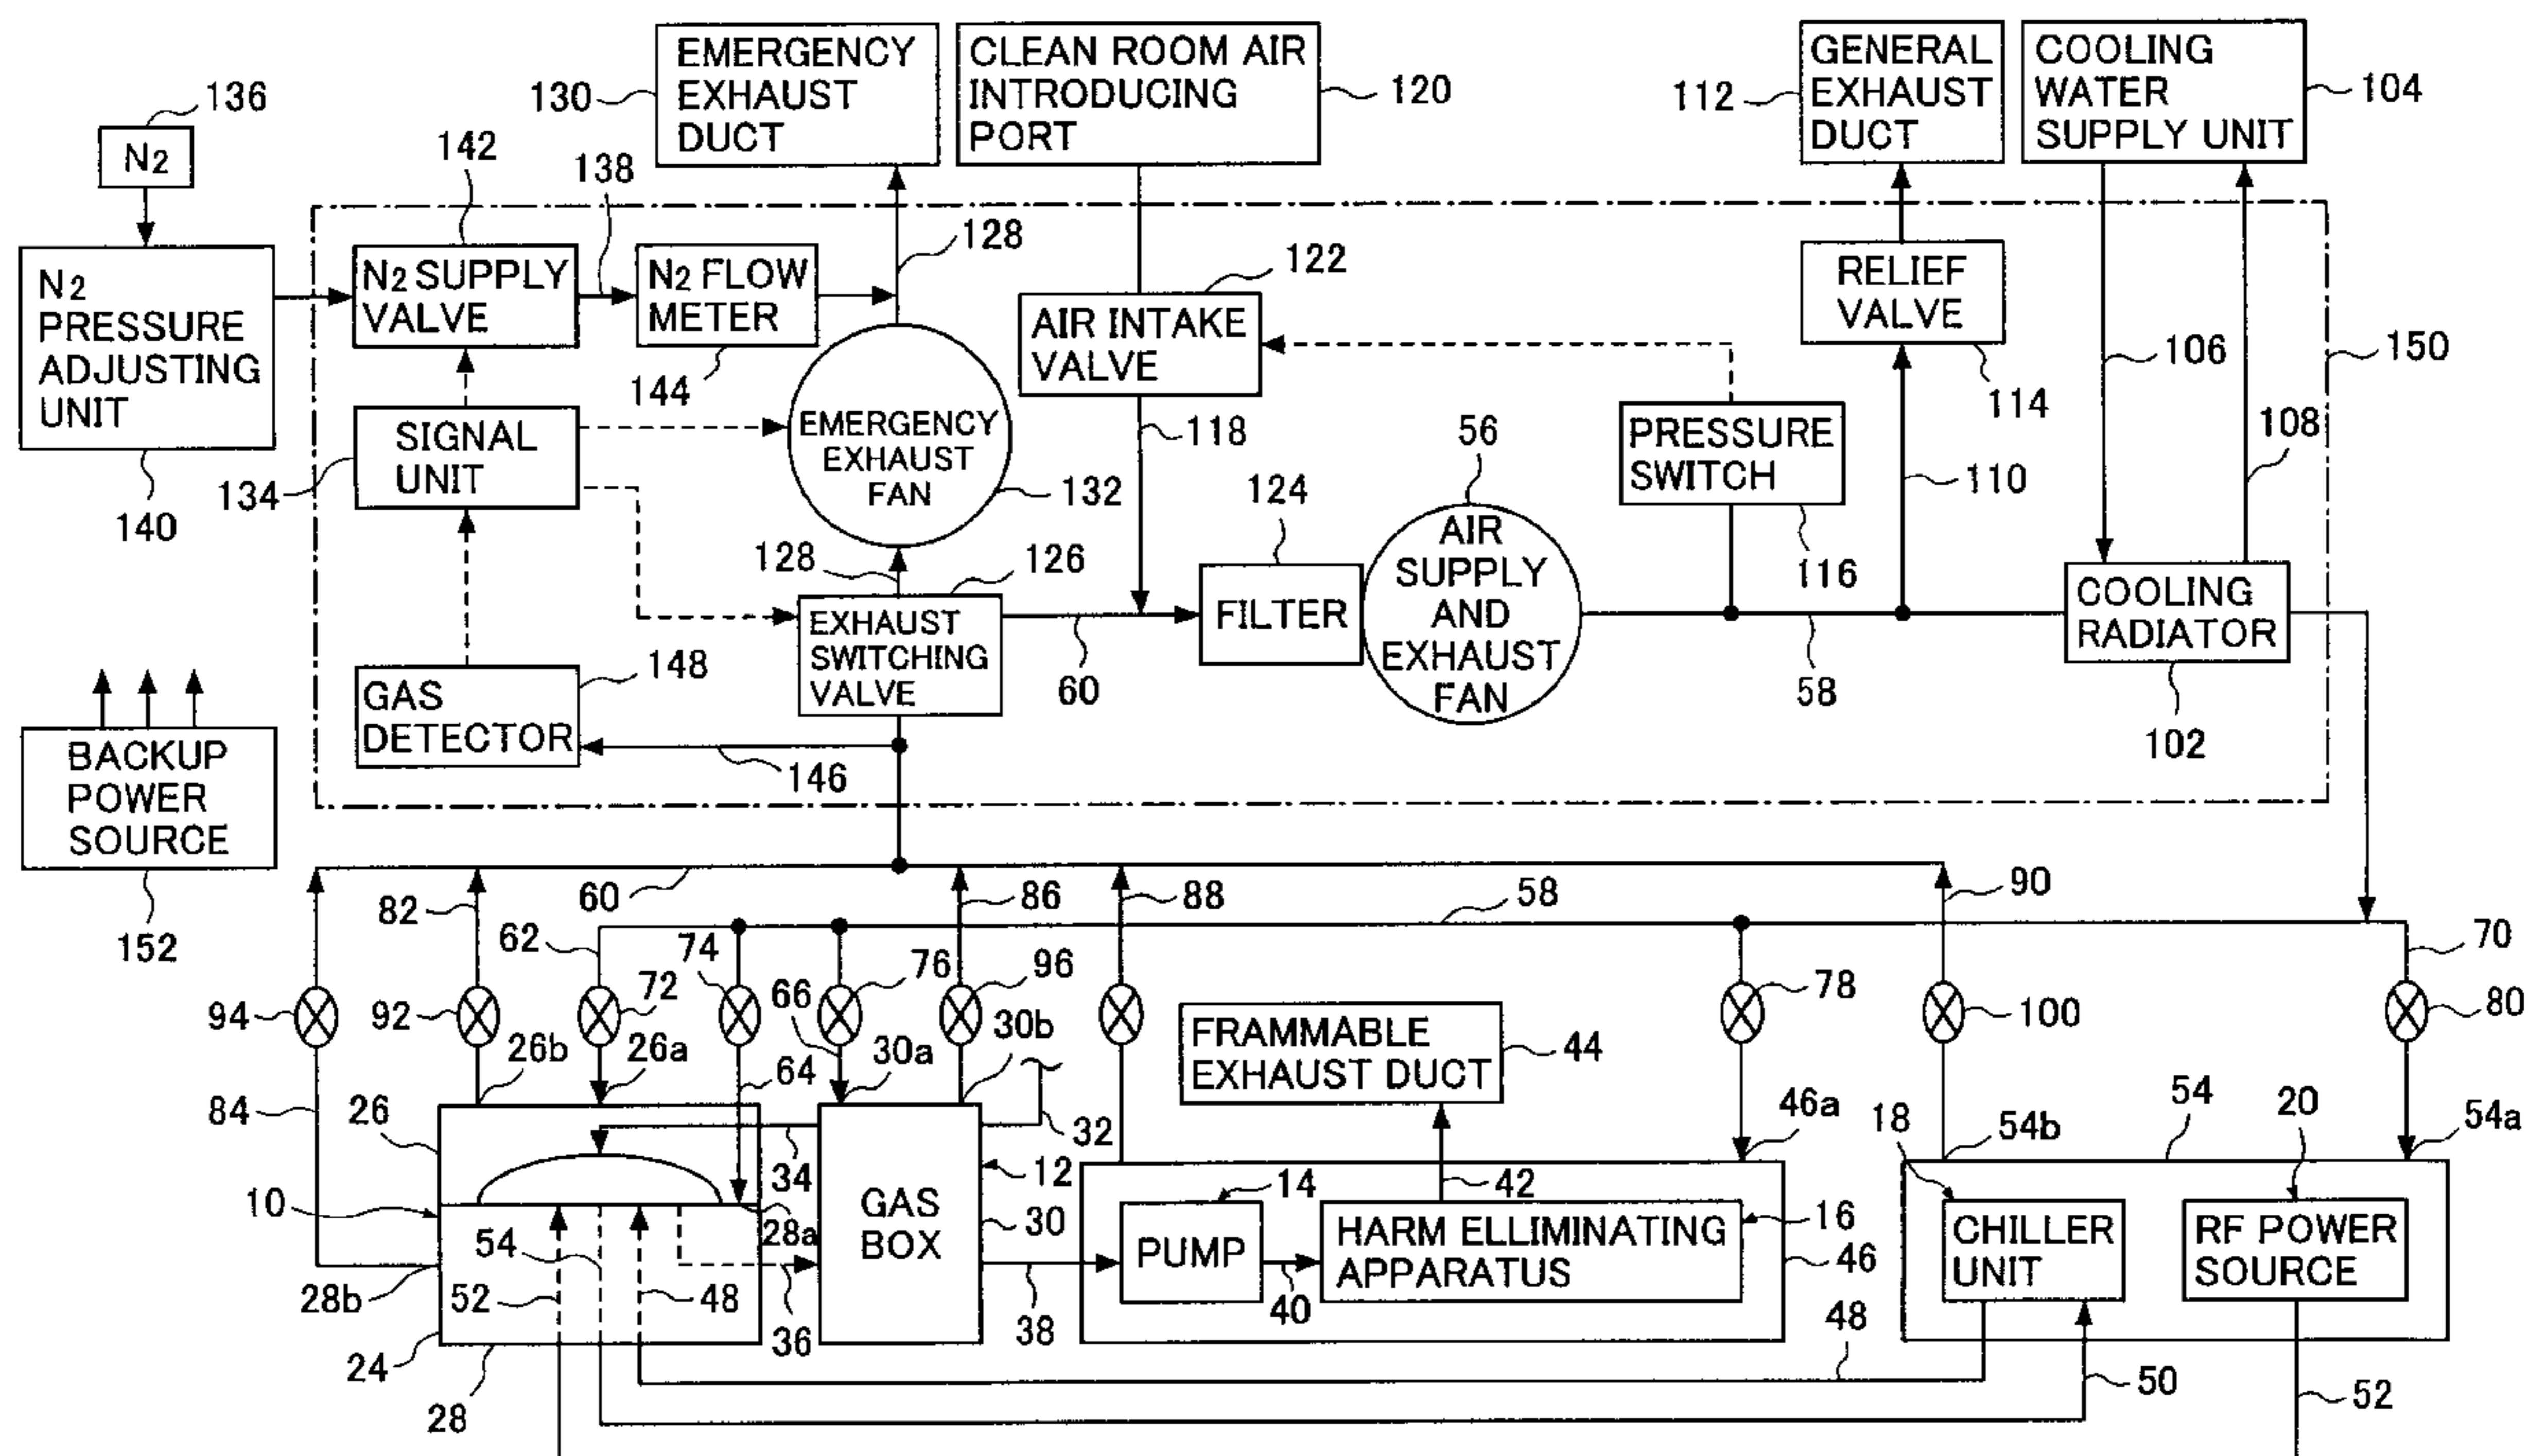 EMERGENCY
EXHAUST
DUCT
130
CLEAN ROOM AIR
INTRODUCING
PORT
120
GENERAL
EXHAUST
DUCT
112
COOLING
WATER
SUPPLY UNIT
104
136
N2
142
138
128
N2
PRESSURE
ADJUSTING
UNIT
140
N2 SUPPLY
VALVE
N2 FLOW
METER
144
122
AIR INTAKE
VALVE
RELIEF
VALVE
114
106
150
108
SIGNAL
UNIT
134
EMERGENCY
EXHAUST
FAN
132
118
124
56
PRESSURE
SWITCH
116
110
128
126
EXHAUST
SWITCHING
VALVE
60
FILTER
AIR
SUPPLY
AND
EXHAUST
FAN
58
COOLING
RADIATOR
102
148
GAS
DETECTOR
146
BACKUP
POWER
SOURCE
152
60
82
62
74
86
88
58
90
70
94
92
72
66
76
96
78
100
80
26b
26a
64
30a
30b
FRAMMABLE
EXHAUST DUCT
44
84
26
34
32
12
46a
54b
54
20
54a
18
10
28a
GAS
BOX
30
14
42
16
PUMP
HARM ELLIMINATING
APPARATUS
46
CHILLER
UNIT
RF POWER
SOURCE
54
28b
52
48
36
38
40
48
24
28
50
52